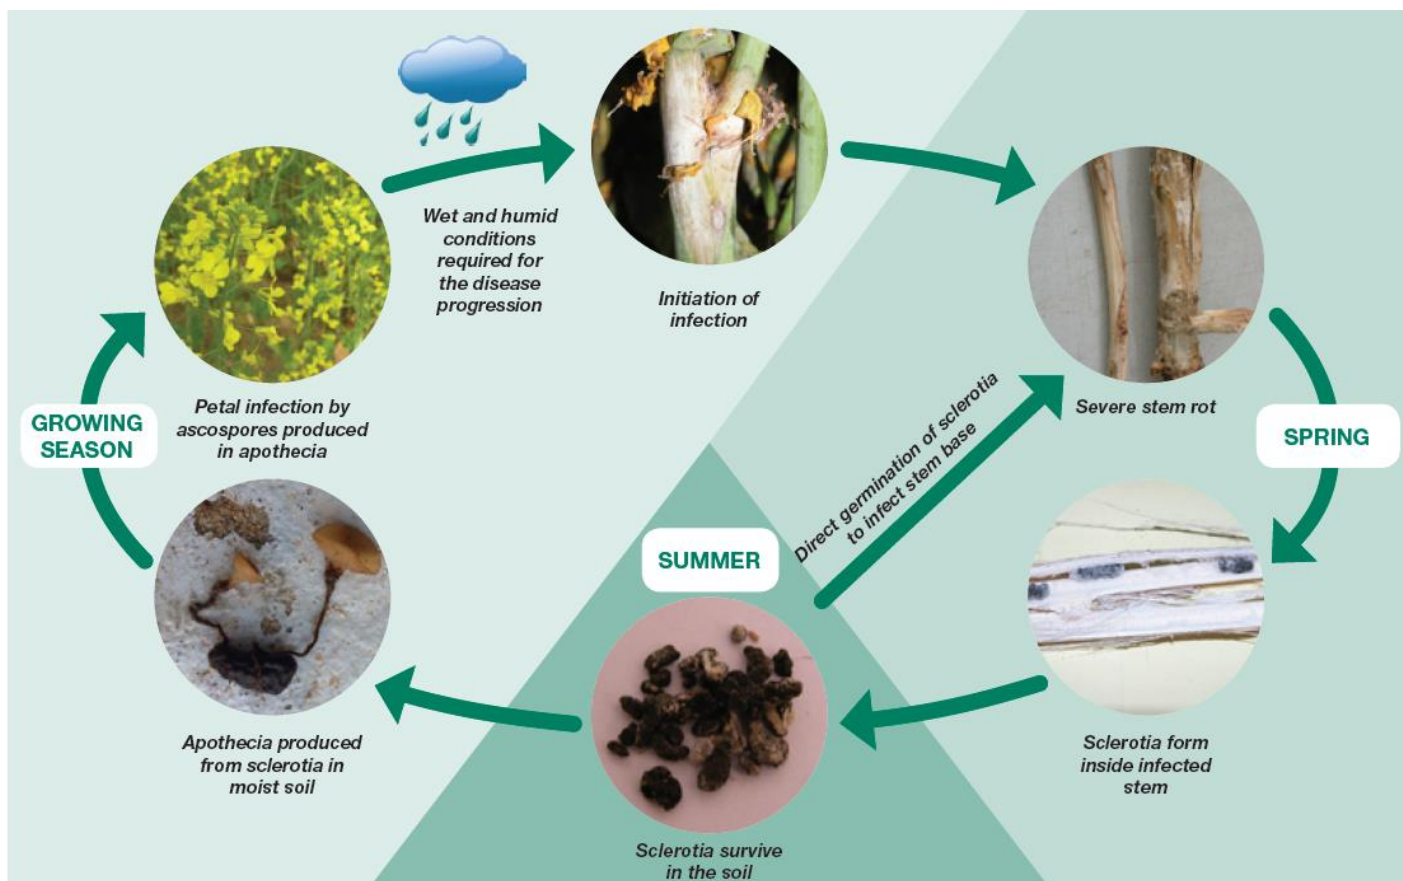 Wet and humid
conditions
required for
the disease
progression
Initiation of
infection
Petal infection by
ascospores produced
in apothecia
GROWING
SEASON
Severe stem rot
SPRING
Direct germination of sclerotia
to infect stem base
SUMMER
Apothecia produced
from sclerotia in
moist soil
Sclerotia form
inside infected
stem
Sclerotia survive
in the soil